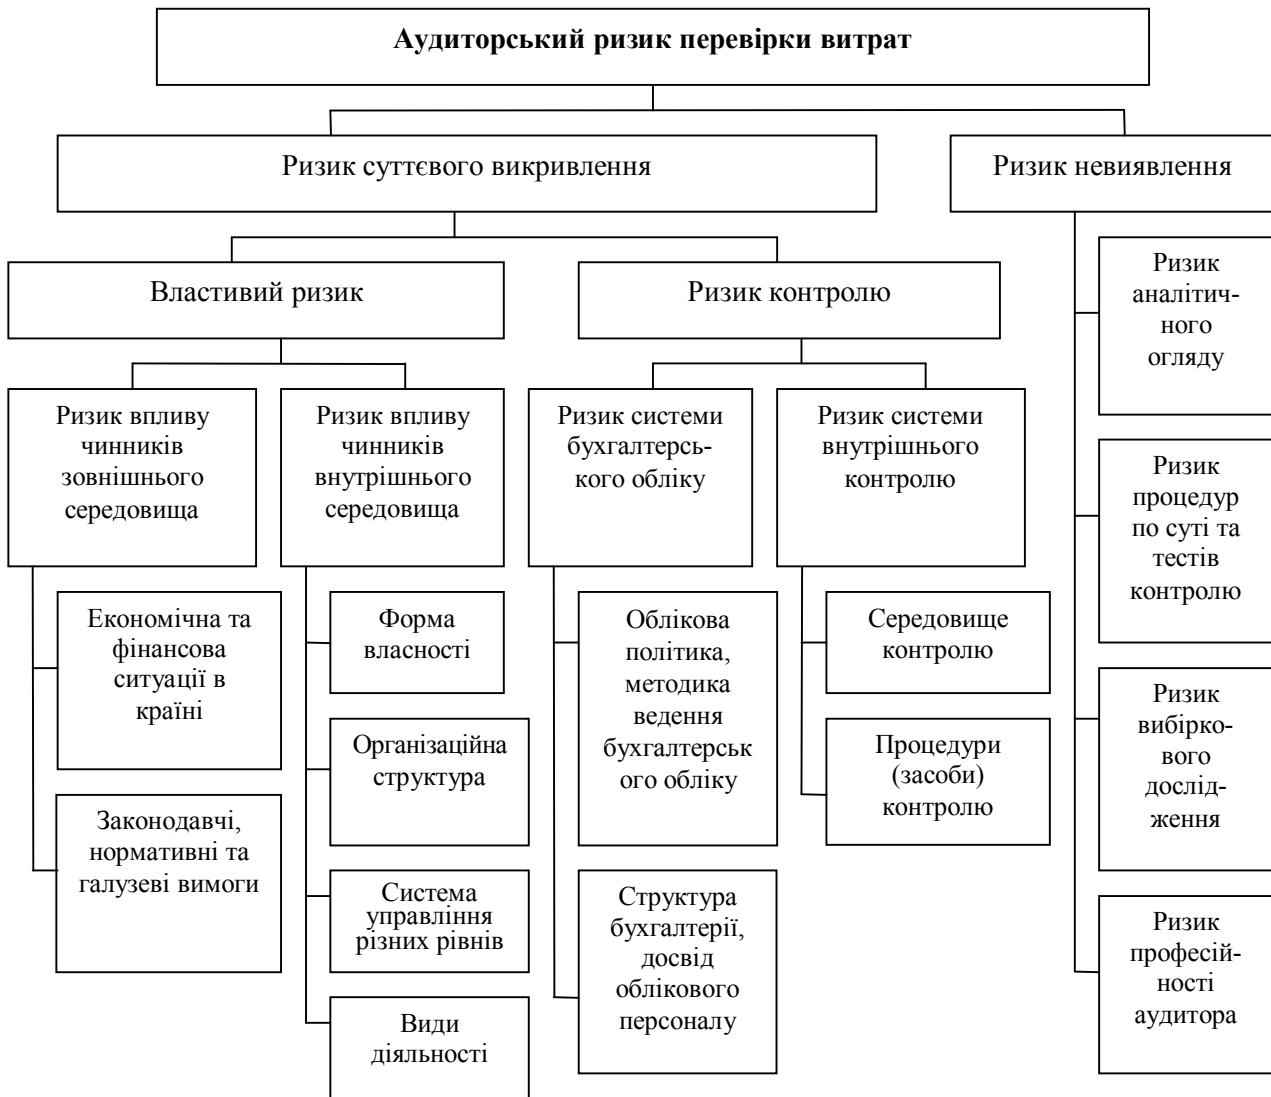 Аудиторський ризик перевірки витрат
Ризик суттєвого викривлення
Ризик невиявлення
Властивий ризик
Ризик контролю
Ризик впливу
чинників
зовнішнього
середовища
Ризик впливу
чинників
внутрішнього
середовища
Ризик системи
бухгалтерсь-
кого обліку
Ризик системи
внутрішнього
контролю
Економічна та
фінансова
ситуації в
країні
Законодавчі,
нормативні та
галузеві вимоги
Форма
власності
Організаційна
структура
Система
управління
різних рівнів
Види
діяльності
Облікова
політика,
методика
ведення
бухгалтерськ
ого обліку
Структура
бухгалтерії,
досвід
облікового
персоналу
Середовище
контролю
Процедури
(засоби)
контролю
Ризик
аналітич-
ного
огляду
Ризик
процедур
по суті та
тестів
контролю
Ризик
вибірко-
вого
дослід-
ження
Ризик
професій-
ності
аудитора